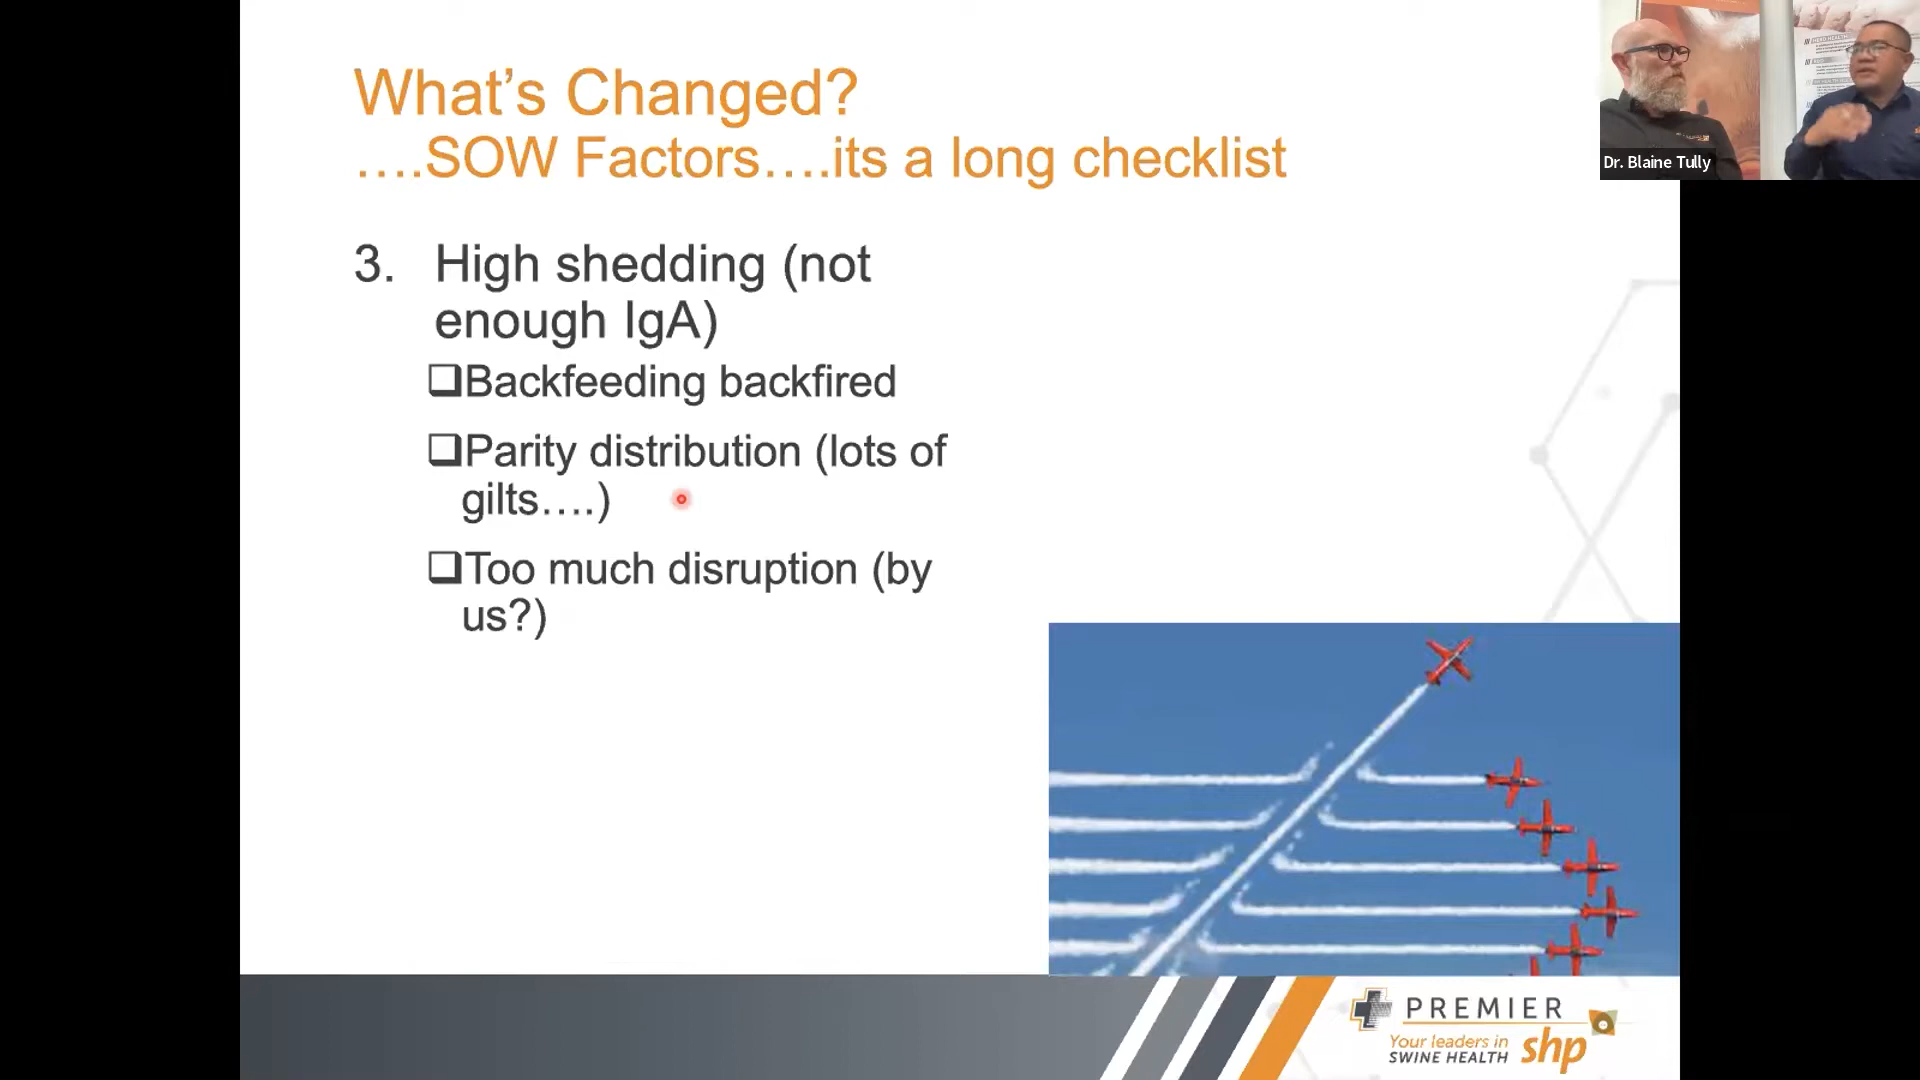 What's Changed?
….SOW Factors….its a long checklist
3. High shedding (not
enough IgA)
❑Backfeeding backfired
❑Parity distribution (lots of
gilts….)
❑Too much disruption (by
us?)
Dr. Blaine Tully
PREMIER
Your leaders in
SWINE HEALTH
shp